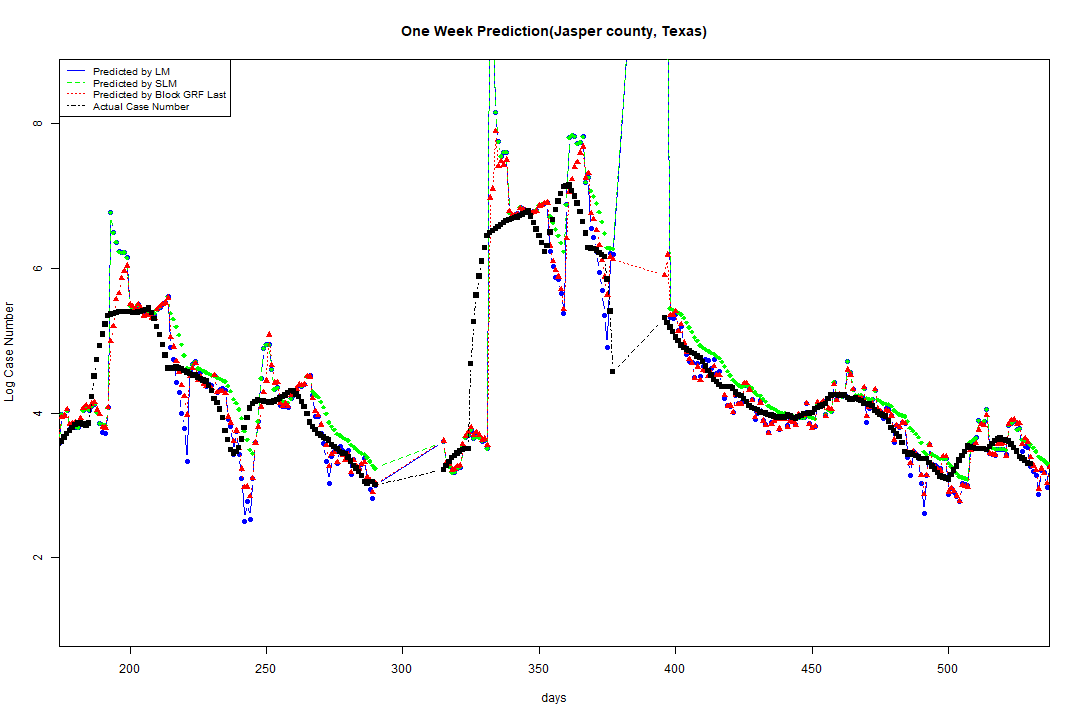 One Week Prediction(Jasper county, Texas)
Predicted by LM
Predicted by SLM
Predicted by Block GRF Last
Actual Case Number
Log Case Number
8
6
4
2
200 250 300 350 400 450 500
days